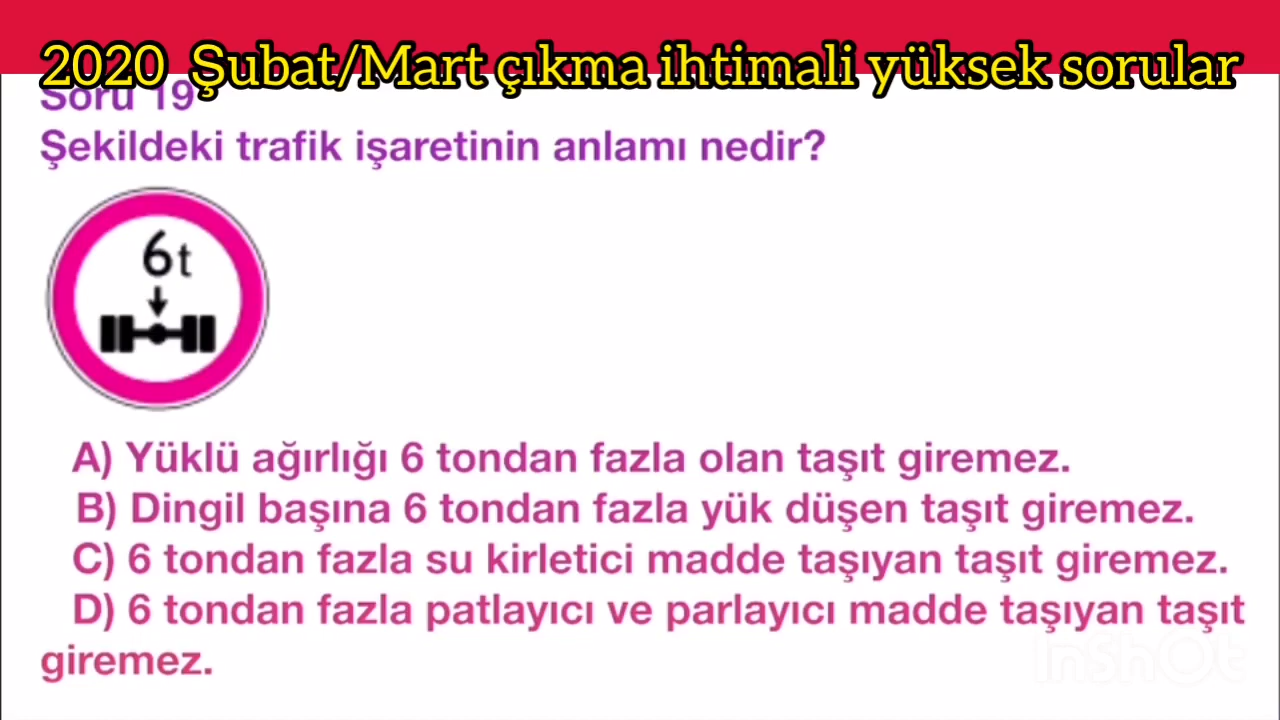 2020 Şubat/Mart çıkma ihtimali yüksek sorular
Soru 19
Şekildeki trafik işaretinin anlamı nedir?
6t
A) Yüklü ağırlığı 6 tondan fazla olan taşıt giremez.
B) Dingil başına 6 tondan fazla yük düşen taşıt giremez.
C) 6 tondan fazla su kirletici madde taşıyan taşıt giremez.
D) 6 tondan fazla patlayıcı ve parlayıcı madde taşıyan taşıt
giremez.
InShOt